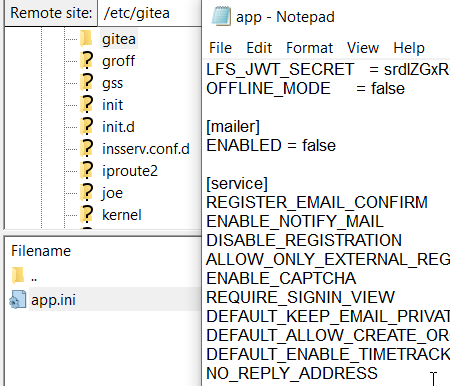 Remote site: /etc/gitea
gitea
groff
gss
init
init.d
insserv.conf.d
iproute2
joe
kernel
Filename
..
app.ini
app - Notepad
File Edit Format View Help
LFS_JWT_SECRET = srdlZGxR
OFFLINE_MODE = false
[mailer]
ENABLED = false
[service]
REGISTER_EMAIL_CONFIRM
ENABLE_NOTIFY_MAIL
DISABLE_REGISTRATION
ALLOW_ONLY_EXTERNAL_REG
ENABLE_CAPTCHA
REQUIRE_SIGNIN_VIEW
DEFAULT_KEEP_EMAIL_PRIVAT
DEFAULT_ALLOW_CREATE_OR
DEFAULT_ENABLE_TIMETRACK
NO_REPLY_ADDRESS